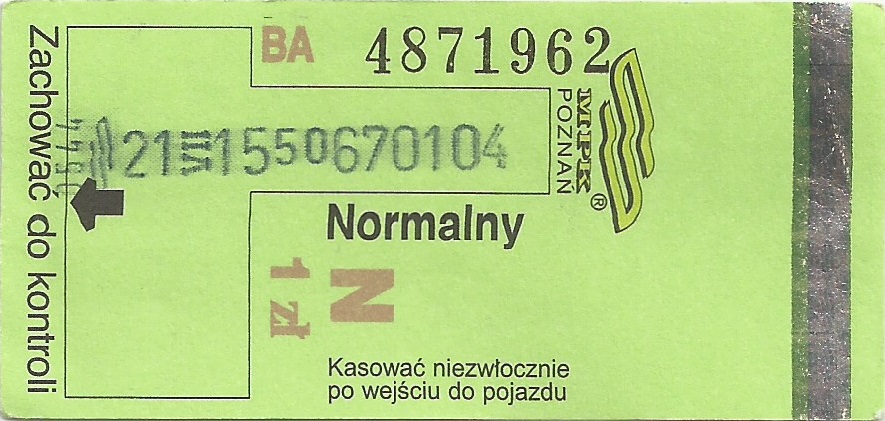 Zachować do kontroli
BA 4871962
MPK
POZNAŃ
®
21 VII 1550670104
Normalny
N
1 zł
Kasować niezwłocznie
po wejściu do pojazdu